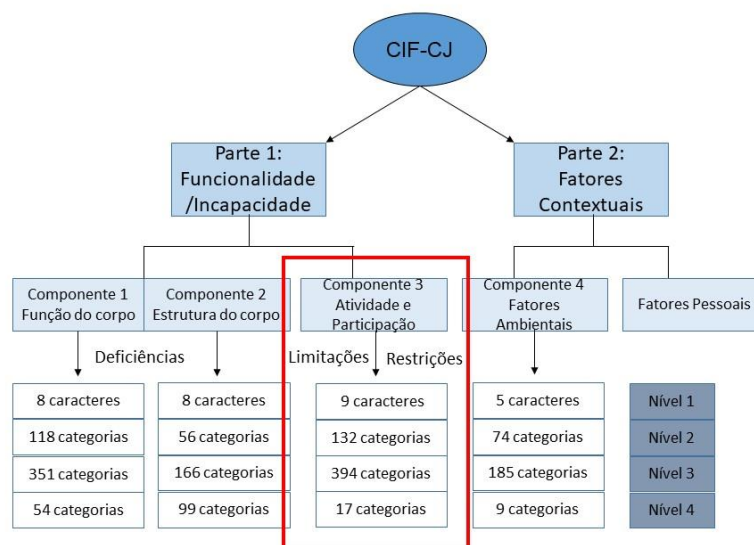 CIF-CJ
Parte 1:
Funcionalidade
/Incapacidade
Parte 2:
Fatores
Contextuais
Componente 1
Função do corpo
Componente 2
Estrutura do corpo
Componente 3
Atividade e
Participação
Componente 4
Fatores
Ambientais
Fatores Pessoais
Deficiências
Limitações
Restrições
8 caracteres
8 caracteres
9 caracteres
5 caracteres
Nível 1
118 categorias
56 categorias
132 categorias
74 categorias
Nível 2
351 categorias
166 categorias
394 categorias
185 categorias
Nível 3
54 categorias
99 categorias
17 categorias
9 categorias
Nível 4